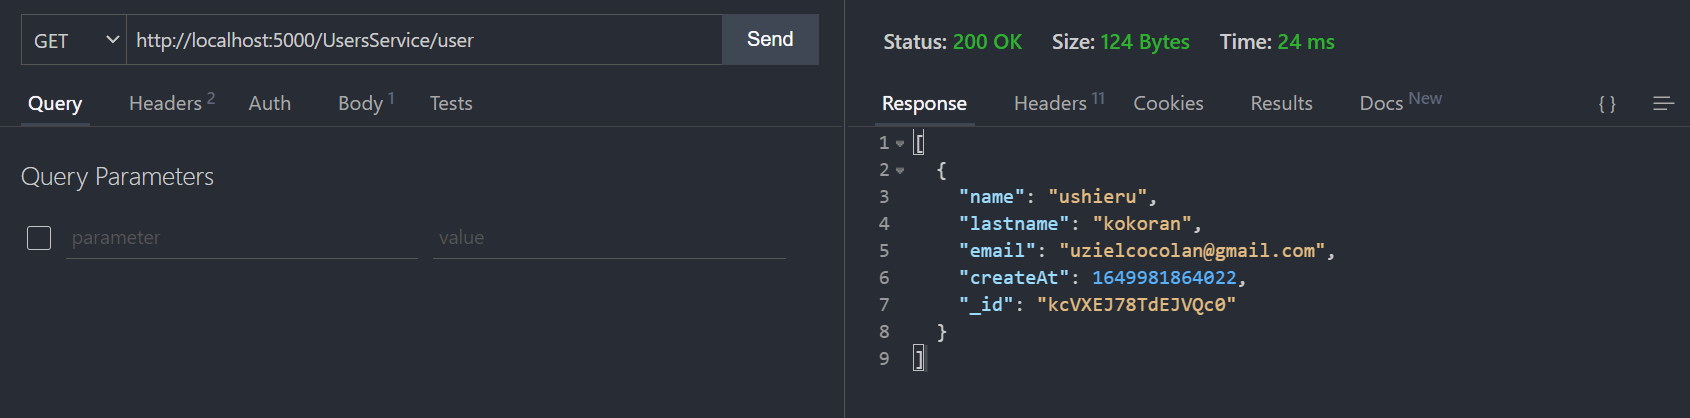 GET http://localhost:5000/UsersService/user Send
Query Headers 2 Auth Body 1 Tests
Query Parameters
parameter value
Status: 200 OK Size: 124 Bytes Time: 24 ms
Response Headers 11 Cookies Results Docs New { }
1 [
2 {
3 "name": "ushieru",
4 "lastname": "kokoran",
5 "email": "uzielcocolan@gmail.com",
6 "createAt": 1649981864022,
7 "_id": "kcVXEJ78TdEJVQc0"
8 }
9 ]